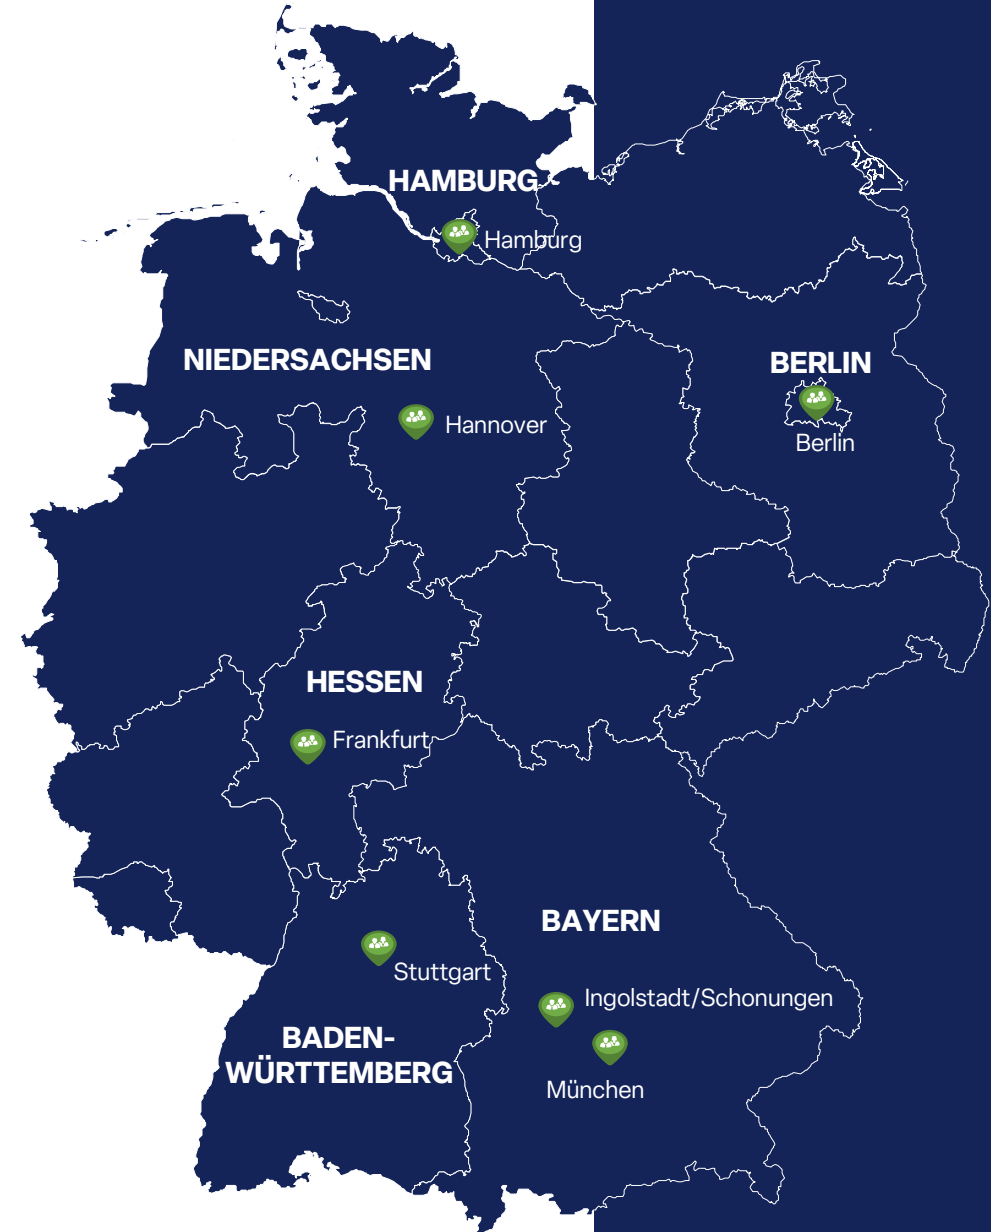 HAMBURG
Hamburg
NIEDERSACHSEN
Hannover
BERLIN
Berlin
HESSEN
Frankfurt
BAYERN
Stuttgart
Ingolstadt/Schonungen
BADEN-
WÜRTTEMBERG
München